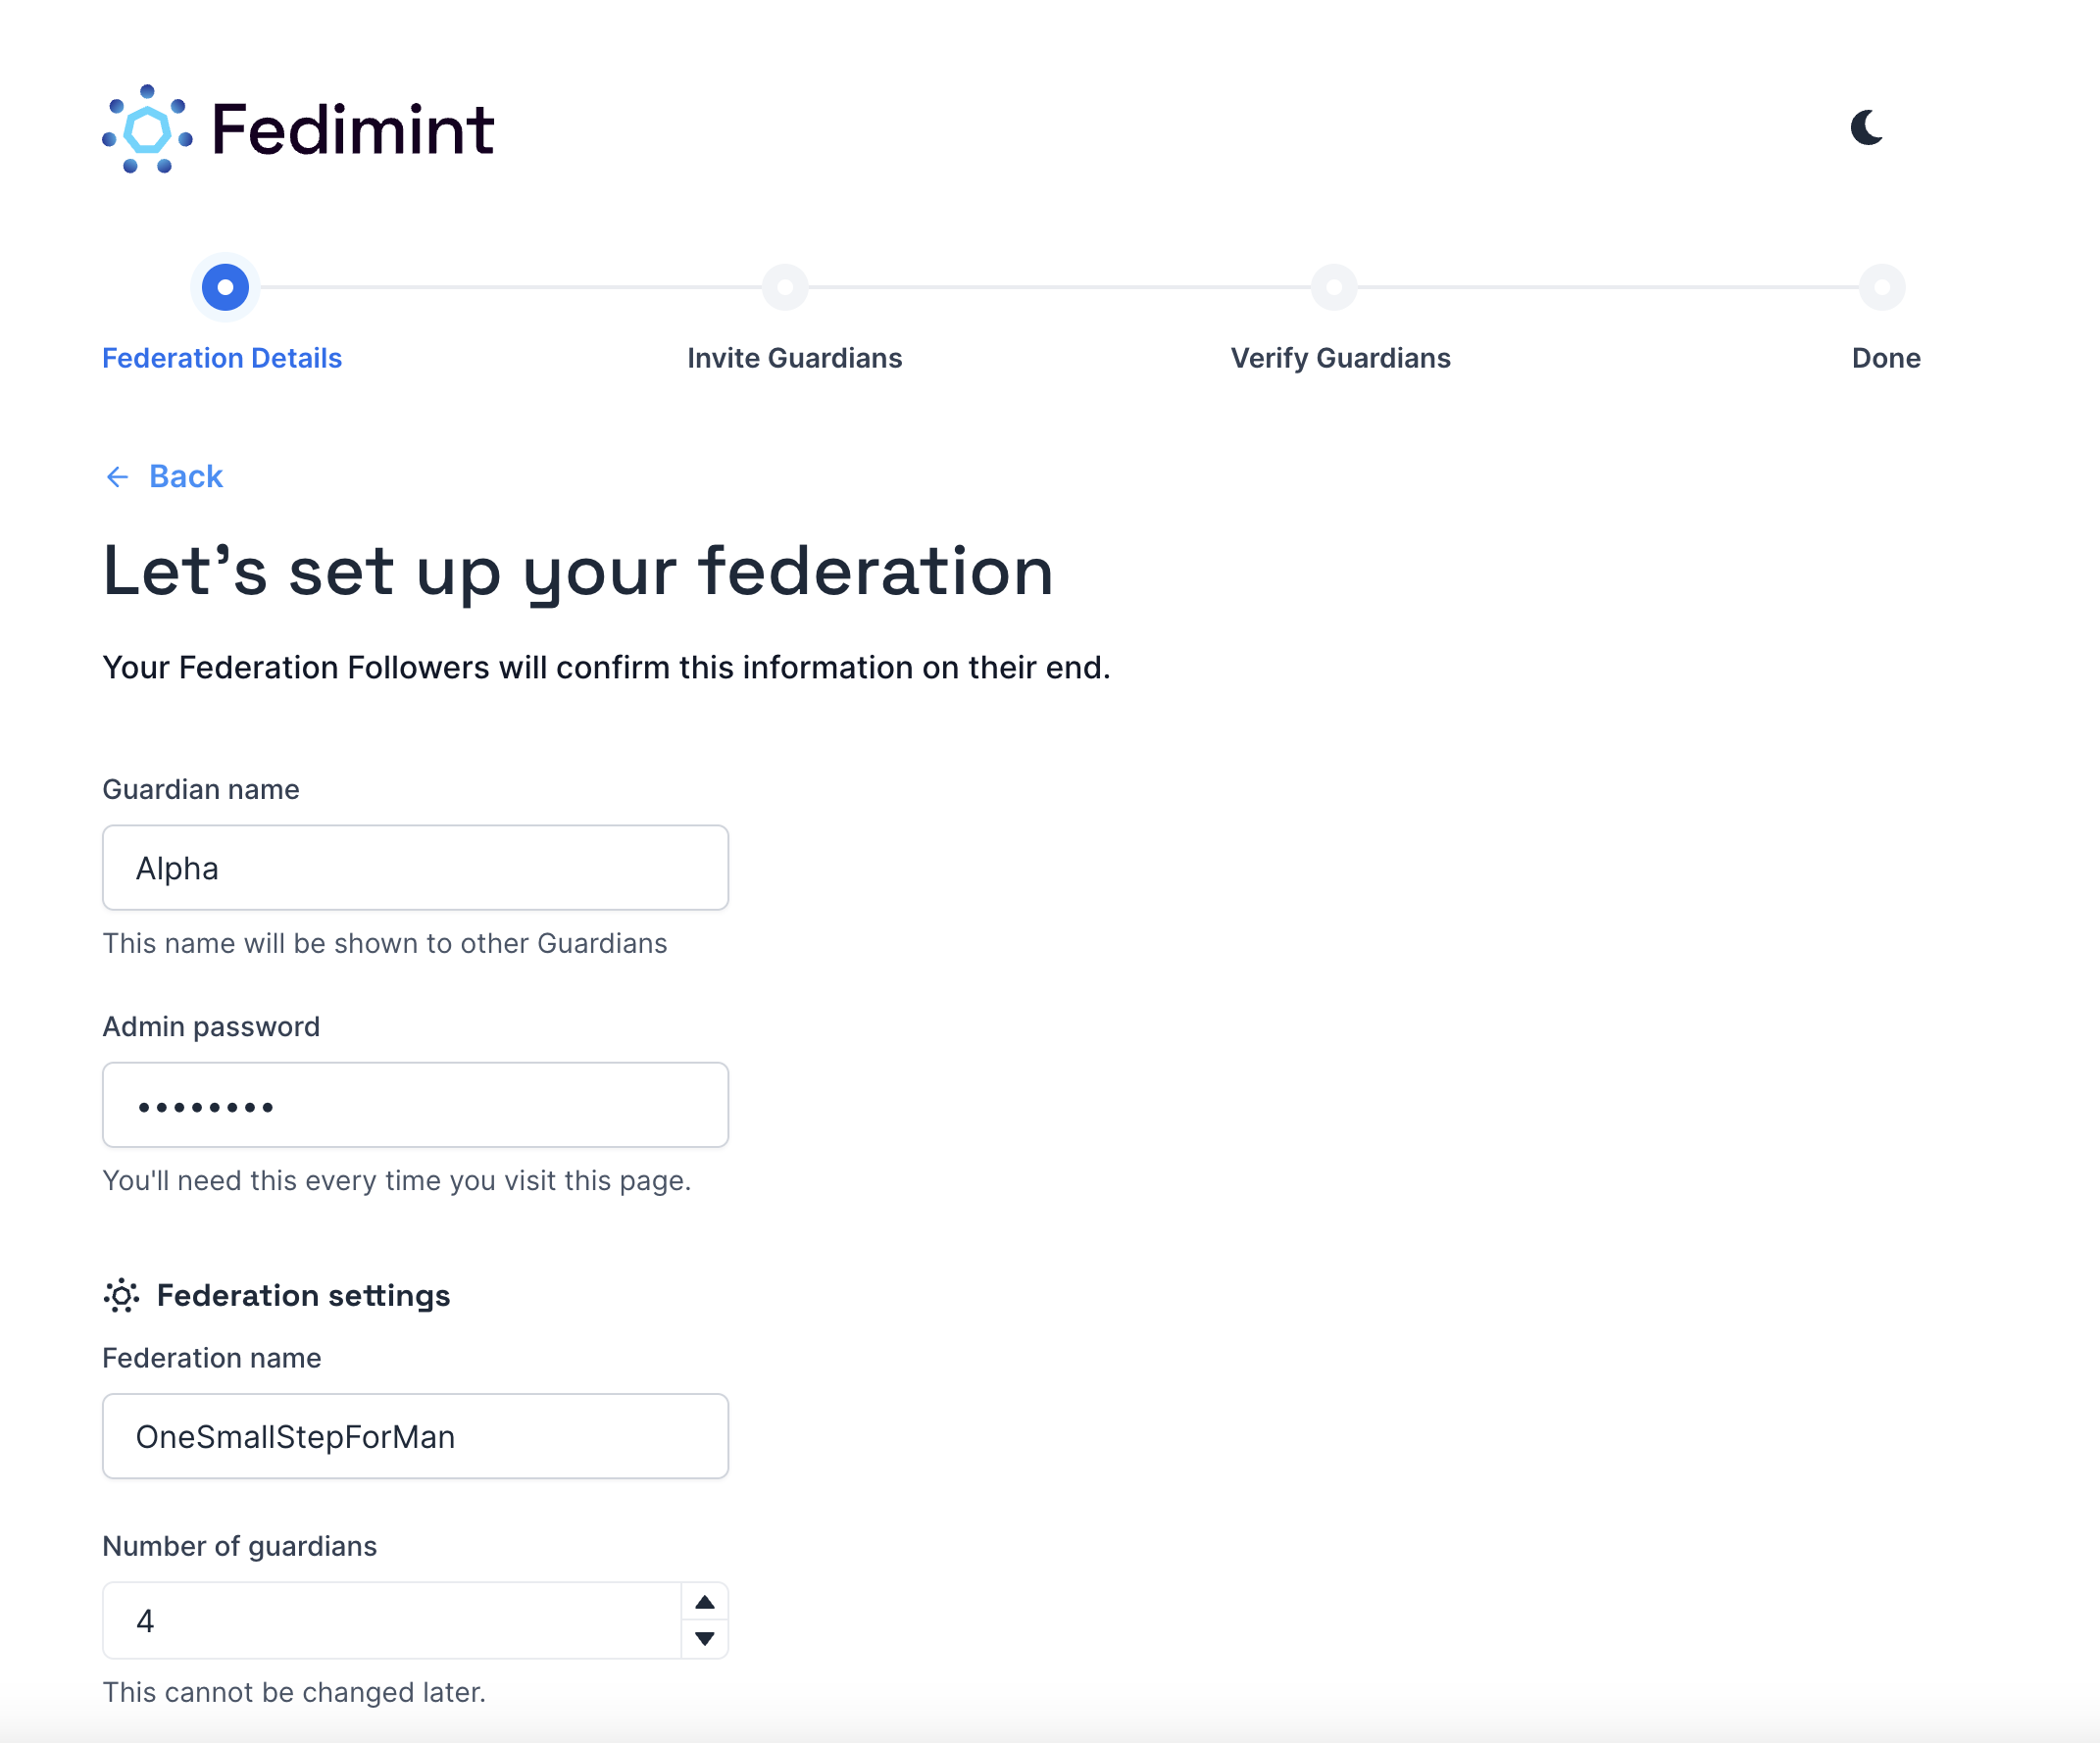 Fedimint
Federation Details
Invite Guardians
Verify Guardians
Done
Back
Let’s set up your federation
Your Federation Followers will confirm this information on their end.
Guardian name
Alpha
This name will be shown to other Guardians
Admin password
••••••••
You'll need this every time you visit this page.
Federation settings
Federation name
OneSmallStepForMan
Number of guardians
4
This cannot be changed later.